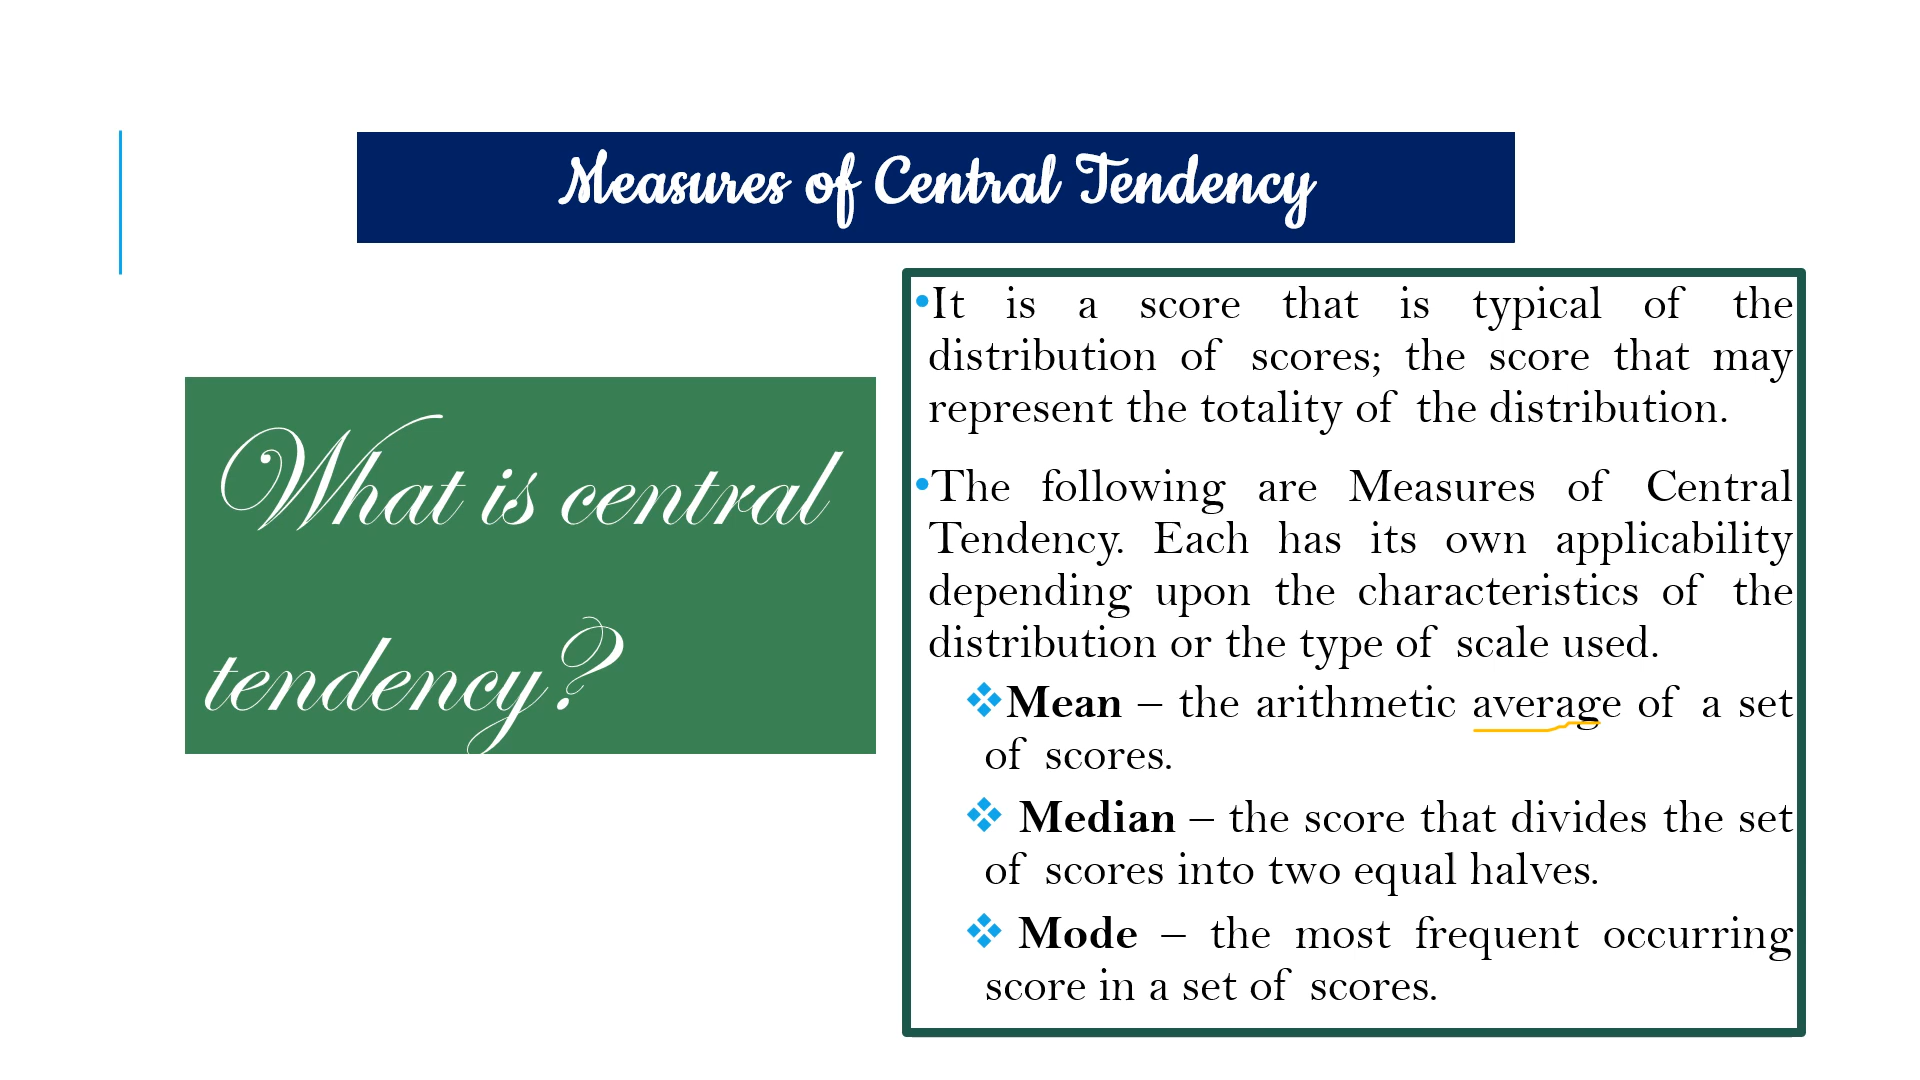 Measures of Central Tendency
What is central
tendency?
•It is a score that is typical of the
distribution of scores; the score that may
represent the totality of the distribution.
•The following are Measures of Central
Tendency. Each has its own applicability
depending upon the characteristics of the
distribution or the type of scale used.
❖Mean – the arithmetic average of a set
of scores.
❖ Median – the score that divides the set
of scores into two equal halves.
❖ Mode – the most frequent occurring
score in a set of scores.